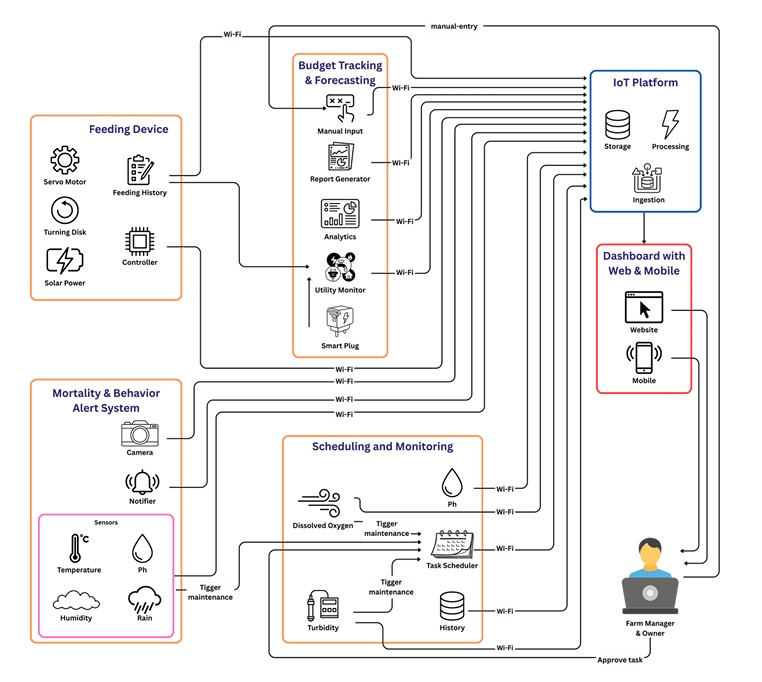 manual-entry
Wi-Fi
Budget Tracking
& Forecasting
Manual Input
Wi-Fi
Report Generator
Wi-Fi
Analytics
Wi-Fi
Utility Monitor
Wi-Fi
Smart Plug
IoT Platform
Storage
Processing
Ingestion
Feeding Device
Servo Motor
Feeding History
Turning Disk
Controller
Solar Power
Dashboard with
Web & Mobile
Website
Mobile
Wi-Fi
Wi-Fi
Wi-Fi
Wi-Fi
Mortality & Behavior
Alert System
Camera
Notifier
Sensors
°C
Temperature
Ph
Humidity
Rain
Tigger
maintenance
Scheduling and Monitoring
Ph
Wi-Fi
Dissolved Oxygen
Wi-Fi
Tigger
maintenance
Task Scheduler
Wi-Fi
Tigger
maintenance
Turbidity
History
Wi-Fi
Wi-Fi
Farm Manager
& Owner
Approve task